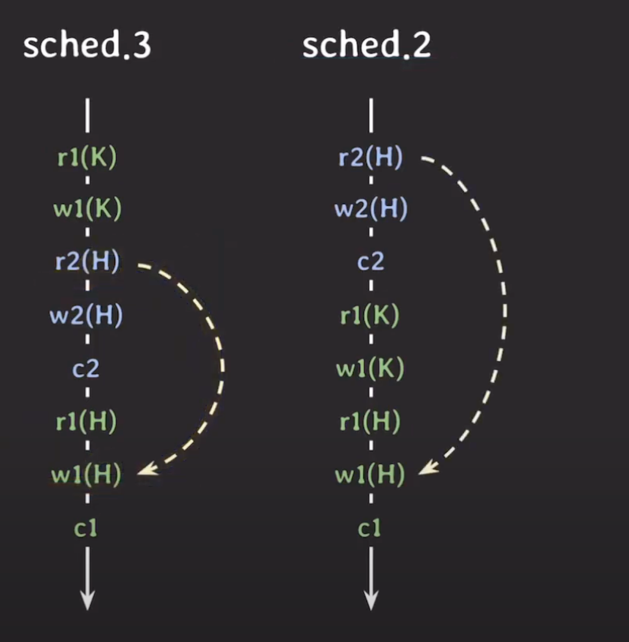 sched.3
r1(K)
w1(K)
r2(H)
w2(H)
c2
r1(H)
w1(H)
c1
sched.2
r2(H)
w2(H)
c2
r1(K)
w1(K)
r1(H)
w1(H)
c1